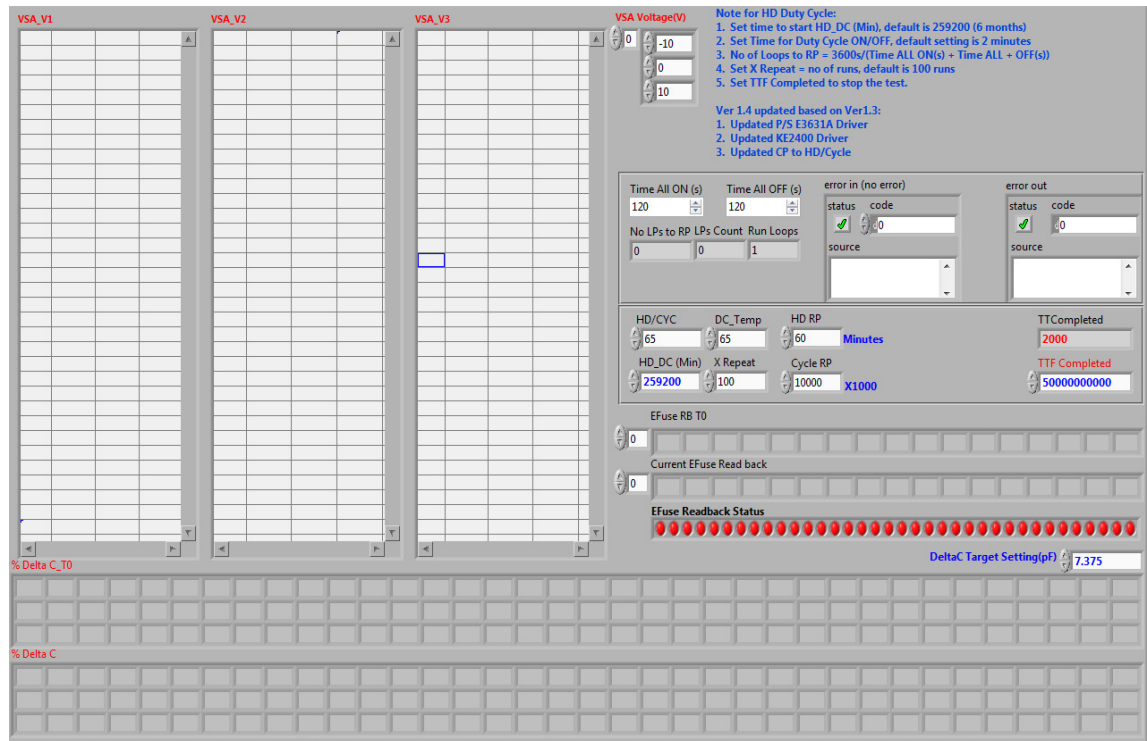 VSA_V1
VSA_V2
VSA_V3
VSA Voltage(V)
0
-10
0
10
Note for HD Duty Cycle:
1. Set time to start HD_DC (Min), default is 259200 (6 months)
2. Set Time for Duty Cycle ON/OFF, default setting is 2 minutes
3. No of Loops to RP = 3600s/(Time ALL ON(s) + Time ALL + OFF(s))
4. Set X Repeat = no of runs, default is 100 runs
5. Set TTF Completed to stop the test.
Ver 1.4 updated based on Ver1.3:
1. Updated P/S E3631A Driver
2. Updated KE2400 Driver
3. Updated CP to HD/Cycle
Time All ON (s) Time All OFF (s)
120 120
No LPs to RP LPs Count Run Loops
0 0 1
error in (no error)
status code
0
source
error out
status code
0
source
HD/CYC DC_Temp HD RP TTCompleted
65 65 60 Minutes 2000
HD_DC (Min) X Repeat Cycle RP TTF Completed
259200 100 10000 X1000 50000000000
EFuse RB T0
0
Current EFuse Read back
0
EFuse Readback Status
DeltaC Target Setting(pF) 7.375
% Delta C_T0
% Delta C